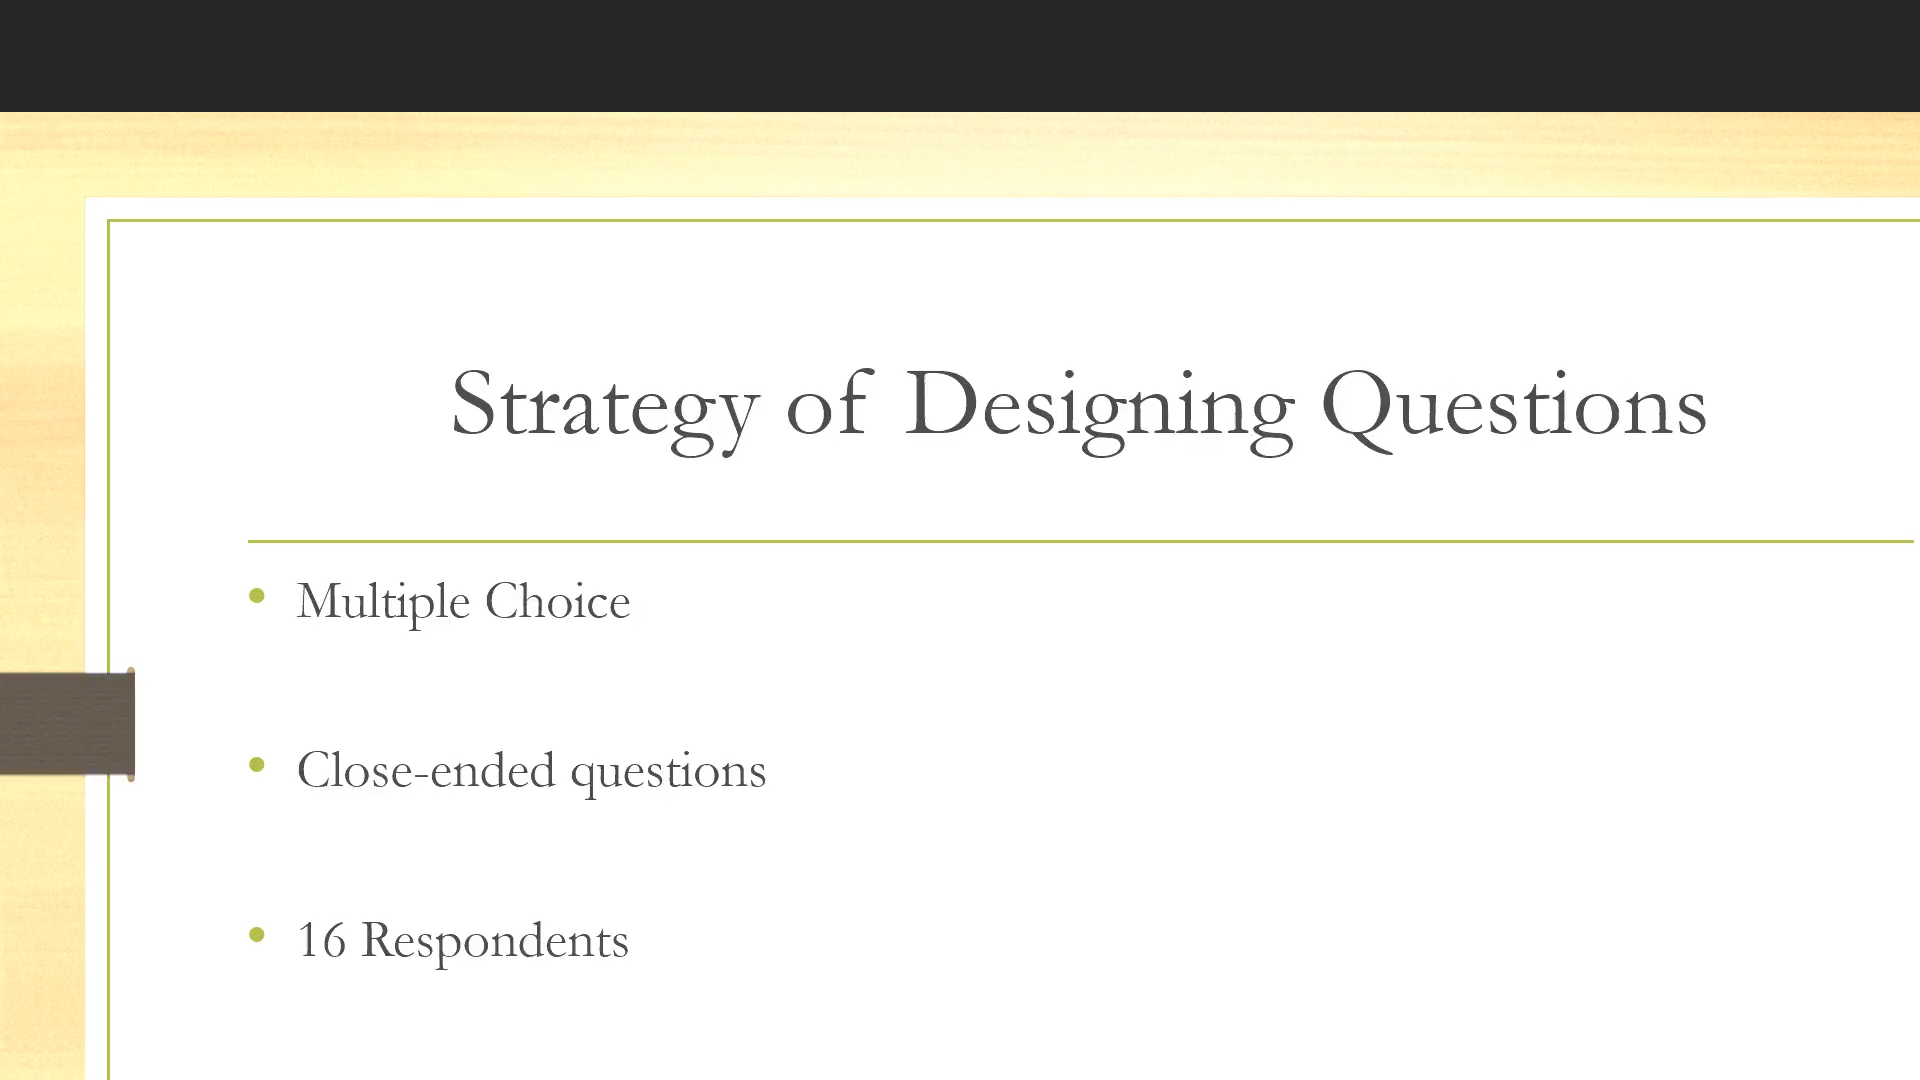 Strategy of Designing Questions
• Multiple Choice
• Close-ended questions
• 16 Respondents